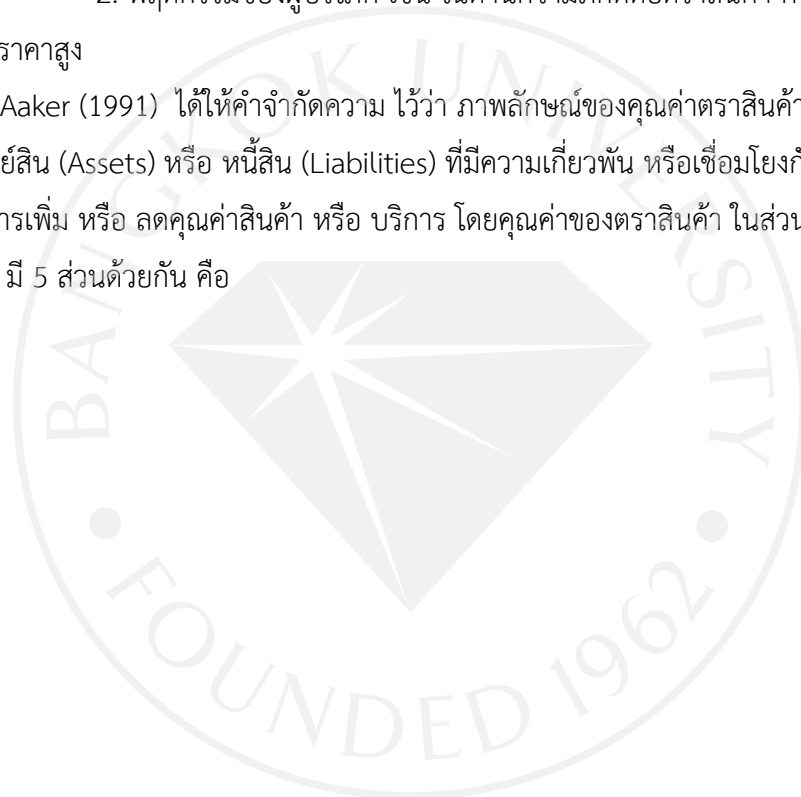 ราคาสูง
Aaker (1991) ได้ให้คำจำกัดความ ไว้ว่า ภาพลักษณ์ของคุณค่าตราสินค้า
ย์สิน (Assets) หรือ หนี้สิน (Liabilities) ที่มีความเกี่ยวพัน หรือเชื่อมโยงกั
ารเพิ่ม หรือ ลดคุณค่าสินค้า หรือ บริการ โดยคุณค่าของตราสินค้า ในส่วน
มี 5 ส่วนด้วยกัน คือ
BANGKOK UNIVERSITY
FOUNDED 1962